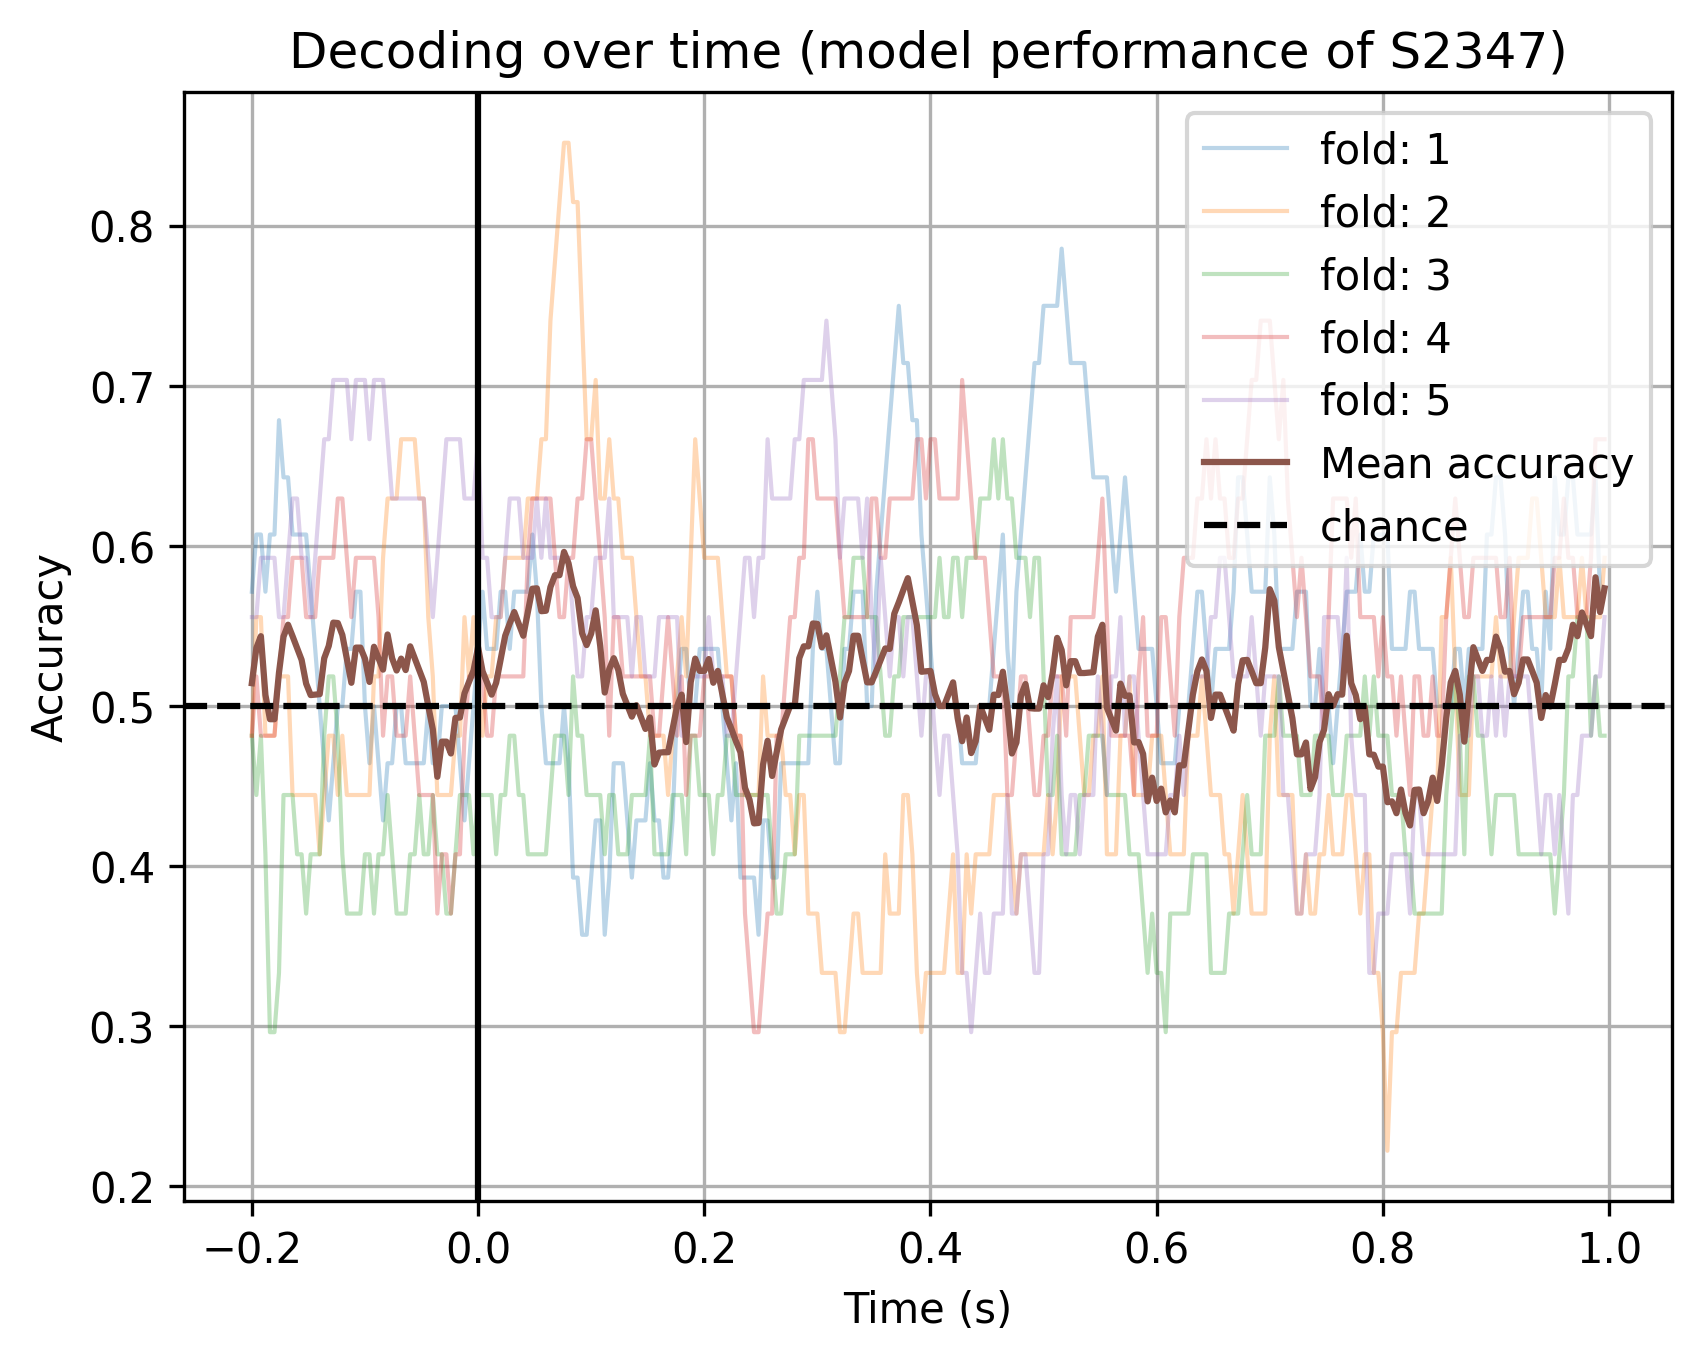 Decoding over time (model performance of S2347)
fold: 1
fold: 2
fold: 3
fold: 4
fold: 5
Mean accuracy
chance
Accuracy
0.8
0.7
0.6
0.5
0.4
0.3
0.2
−0.2 0.0 0.2 0.4 0.6 0.8 1.0
Time (s)